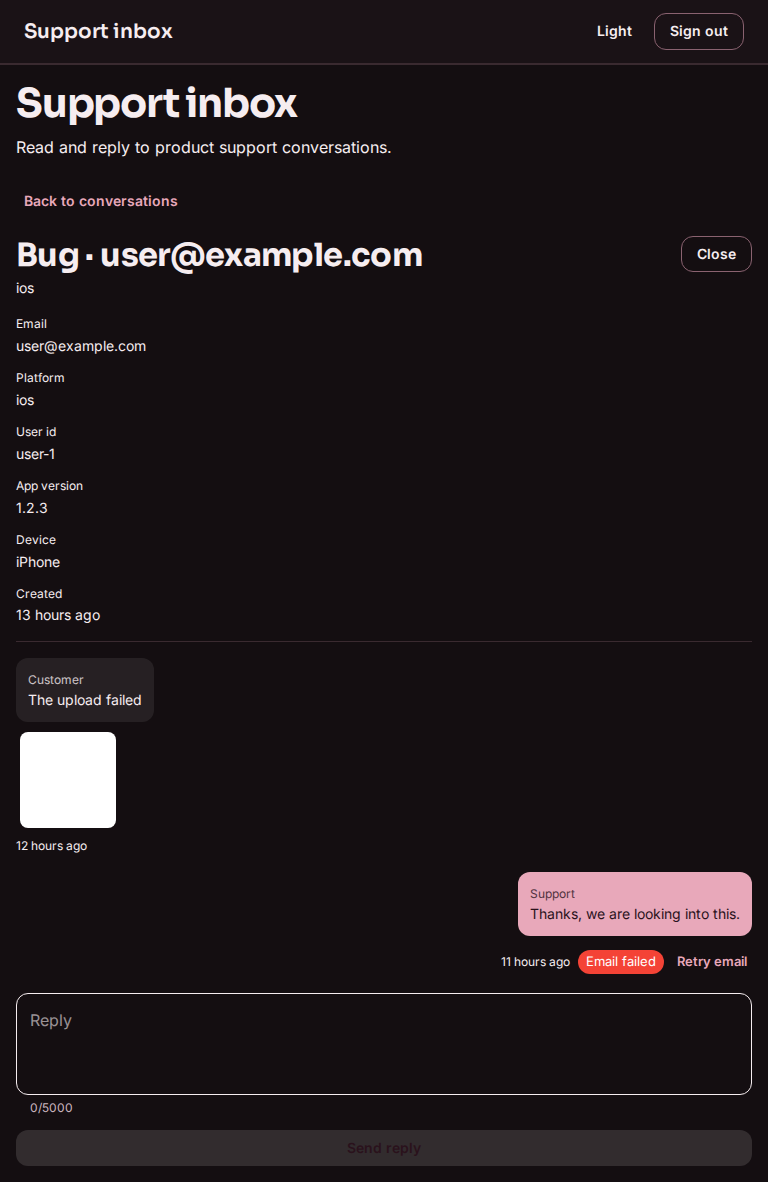 Support inbox
Light
Sign out
Support inbox
Read and reply to product support conversations.
Back to conversations
Bug · user@example.com
Close
ios
Email
user@example.com
Platform
ios
User id
user-1
App version
1.2.3
Device
iPhone
Created
13 hours ago
Customer
The upload failed
12 hours ago
Support
Thanks, we are looking into this.
11 hours ago
Email failed
Retry email
Reply
0/5000
Send reply